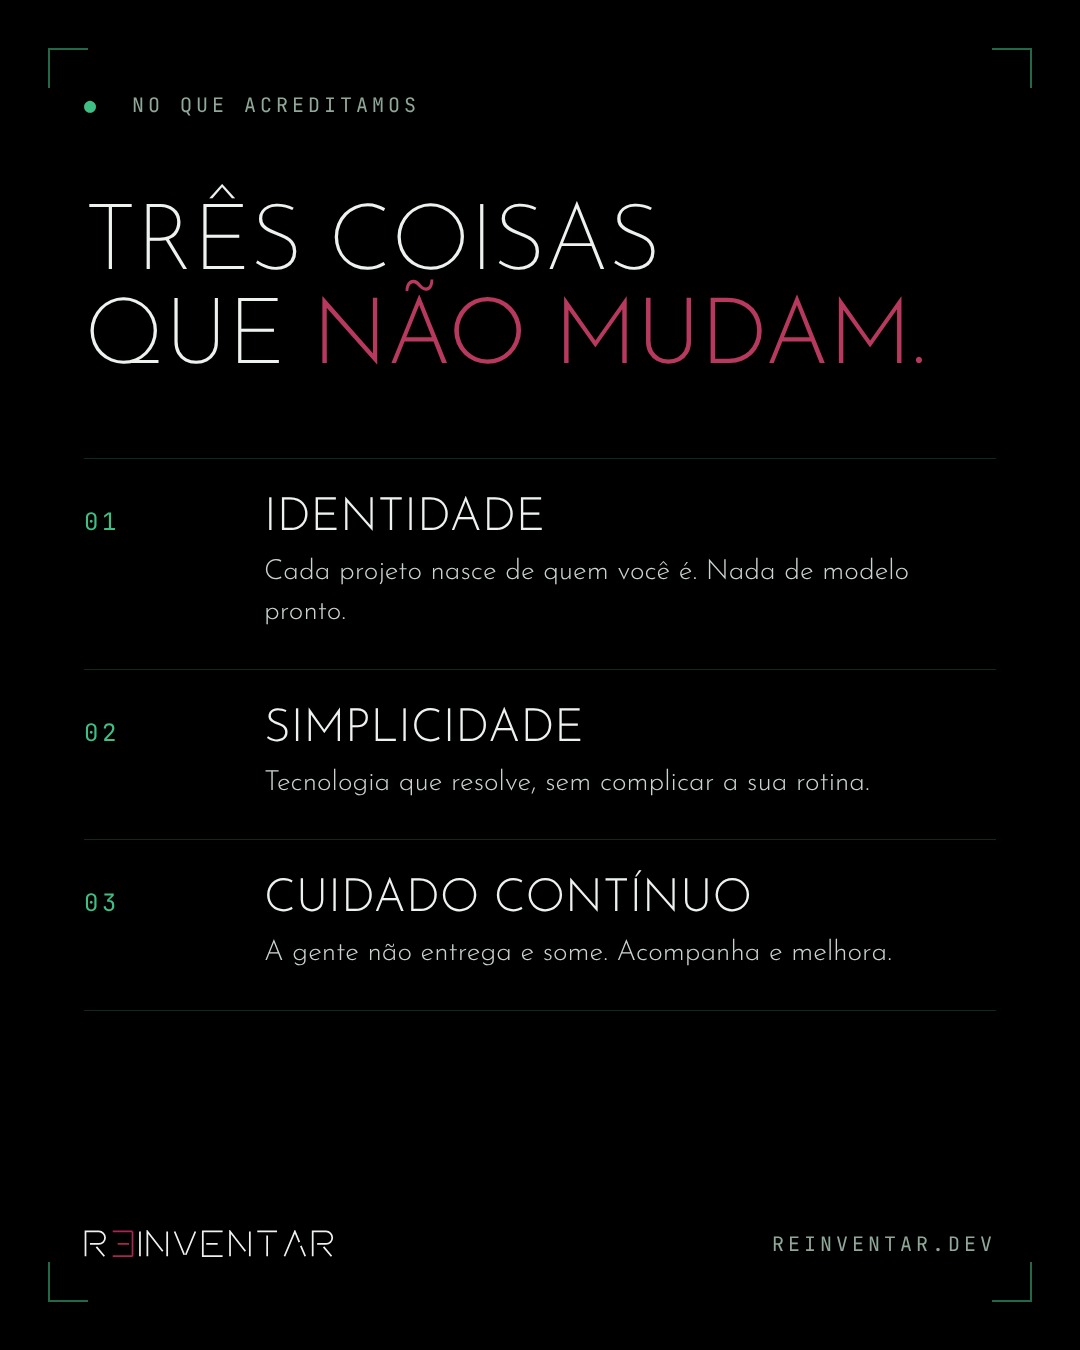 NO QUE ACREDITAMOS
TRÊS COISAS
QUE NÃO MUDAM.
01
IDENTIDADE
Cada projeto nasce de quem você é. Nada de modelo
pronto.
02
SIMPLICIDADE
Tecnologia que resolve, sem complicar a sua rotina.
03
CUIDADO CONTÍNUO
A gente não entrega e some. Acompanha e melhora.
REINVENTAR
REINVENTAR.DEV